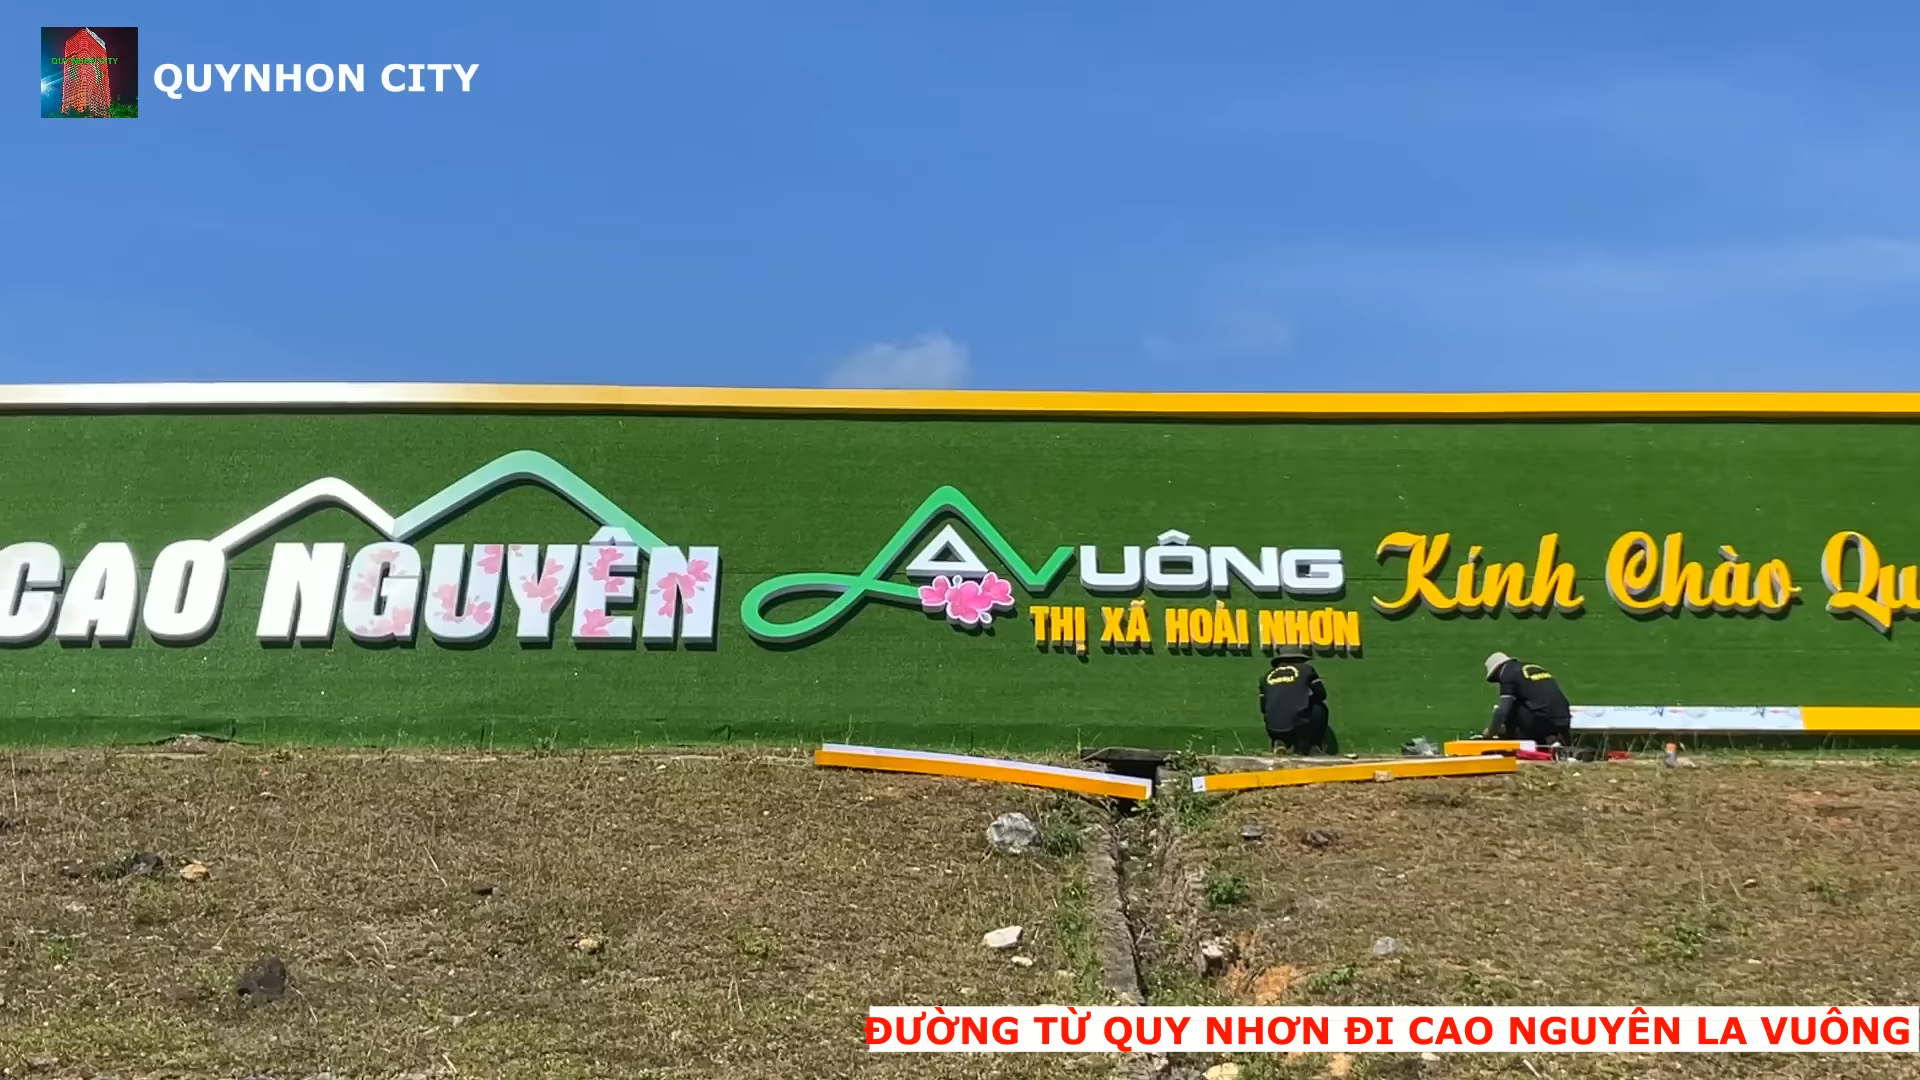 QUYNHON CITY
QUYNHONCITY
CAO NGUYÊN
LA VUÔNG
THỊ XÃ HOÀI NHƠN
Kính Chào Qu
ĐƯỜNG TỪ QUY NHƠN ĐI CAO NGUYÊN LA VUÔNG